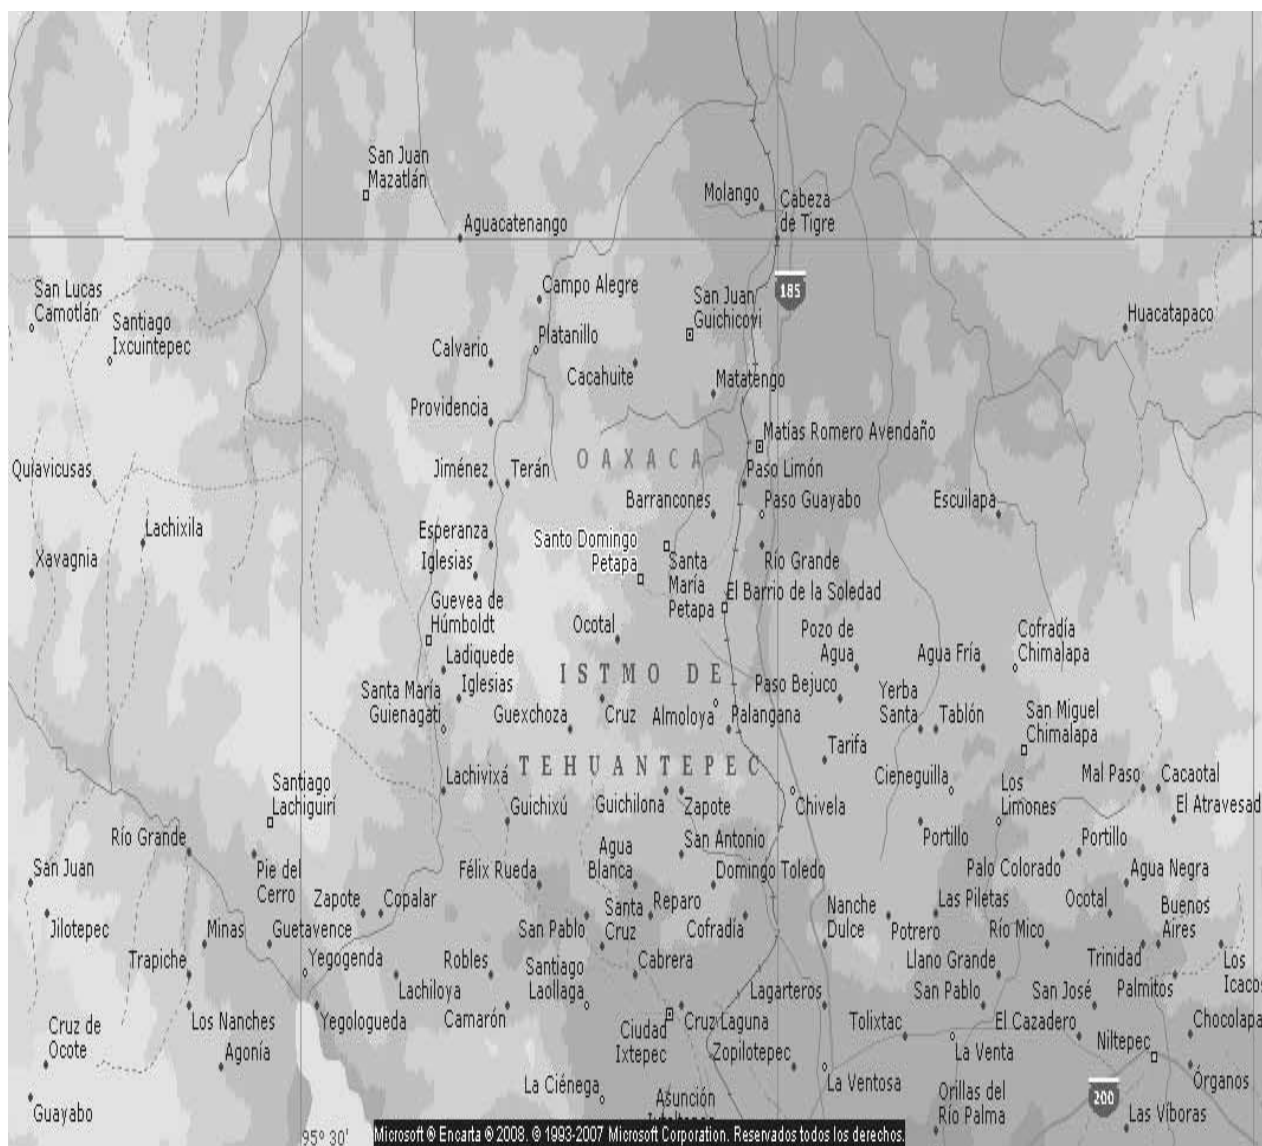 San Juan
Mazatlán
Molango
Cabeza
de Tigre
Aguacatenango
17
San Lucas
Camotlán
Campo Alegre
185
San Juan
Guichicovi
Santiago
Ixcuintepec
Platanillo
Huacatapaco
Calvario
Cacahuite
Matatengo
Providencia
Matías Romero Avendaño
OAXACA
Quiavicusas
Jiménez
Terán
Paso Limón
Barrancones
Paso Guayabo
Escuilapa
Lachixila
Esperanza
Santo Domingo
Petapa
Xavagnia
Iglesias
Santa
María
Petapa
Río Grande
El Barrio de la Soledad
Guevea de
Húmboldt
Ocotal
Pozo de
Agua
Agua Fría
Cofradía
Chimalapa
Ladiquede
Iglesias
ISTMO DE
Santa María
Guienagati
Guexchoza
Cruz
Almoloya
Palangana
Paso Bejuco
Yerba
Santa
Tablón
San Miguel
Chimalapa
Tarifa
TEHUANTEPEC
Santiago
Lachiguirí
Lachivixá
Guichixú
Guichilona
Zapote
Chivela
Cieneguilla
Los
Limones
Mal Paso
Cacaotal
El Atravesad
Río Grande
San Antonio
Portillo
Portillo
San Juan
Pie del
Cerro
Félix Rueda
Agua
Blanca
Domingo Toledo
Palo Colorado
Agua Negra
Zapote
Copalar
Jilotepec
Minas
Guetavence
San Pablo
Santa
Cruz
Reparo
Cofradía
Nanche
Dulce
Potrero
Las Piletas
Río Mico
Ocotal
Buenos
Aires
Trapiche
Yegogenda
Lachiloya
Robles
Santiago
Laollaga
Cabrera
Llano Grande
Trinidad
Palmitos
Los
Icacos
Los Nanches
Yegologueda
Camarón
Ciudad
Ixtepec
Cruz Laguna
Lagarteros
San Pablo
San José
Cruz de
Ocote
Agonía
Zopilotepec
Tolixtac
La Venta
El Cazadero
Niltepec
Chocolapa
La Ciénega
Asunción
La Ventosa
Orillas del
Río Palma
200
Órganos
Guayabo
Las Víboras
95° 30'
Microsoft ® Encarta ® 2008. © 1993-2007 Microsoft Corporation. Reservados todos los derechos.